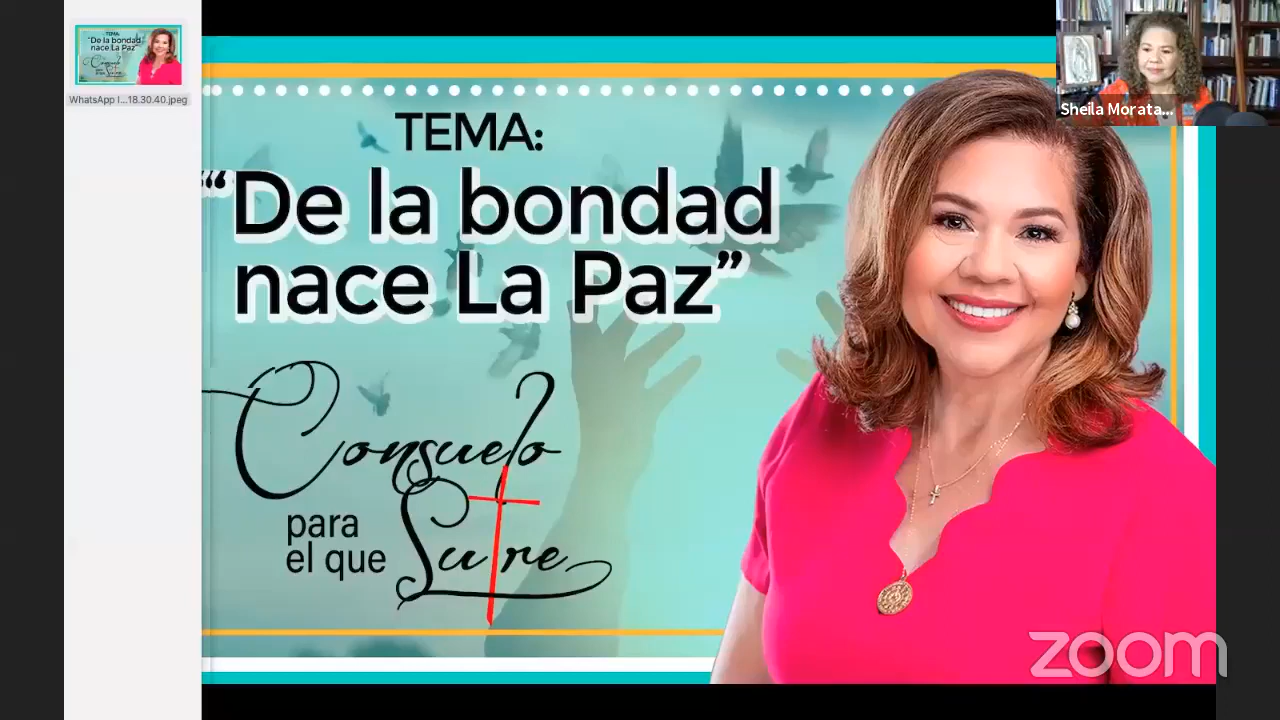 WhatsApp I...18.30.40.jpeg
TEMA:
“De la bondad
nace La Paz”
Consuelo
para
el que
Sufre
Sheila Morata...
zoom
TEMA:
“De la bondad
nace La Paz”
Consuelo